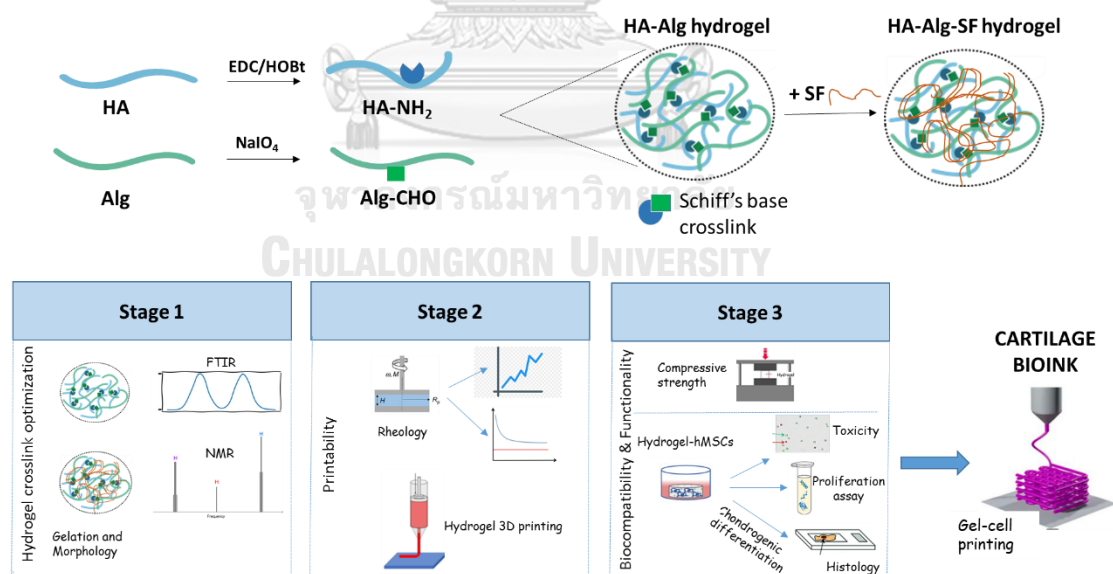 HA-Alg hydrogel
HA-Alg-SF hydrogel
EDC/HOBt
HA
HA-NH2
+ SF
NaIO4
Alg
Alg-CHO
Schiff's base
crosslink
จุฬาลงกรณ์มหาวิทยาลัย
CHULALONGKORN UNIVERSITY
Stage 1
Hydrogel crosslink optimization
FTIR
NMR
H
H
H
Frequency
Gelation and
Morphology
Stage 2
Printability
ω, M
H
Rp
Rheology
Hydrogel 3D printing
Stage 3
Biocompatibility & Functionality
Compressive
strength
Hydrogel
Hydrogel-hMSCs
Toxicity
Proliferation
assay
Chondrogenic
differentiation
Histology
CARTILAGE
BIOINK
Gel-cell
printing